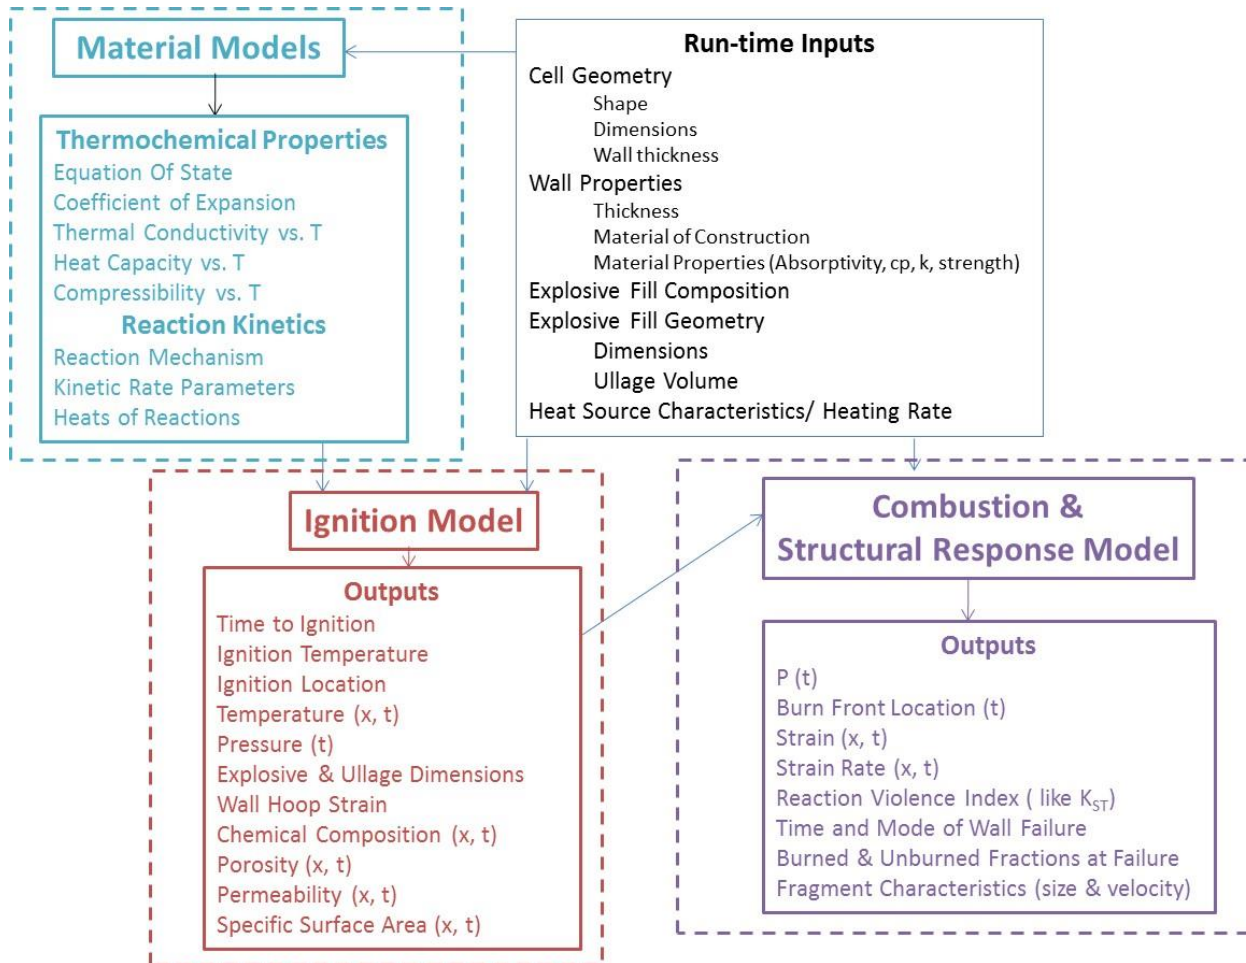 Material Models
Thermochemical Properties
Equation Of State
Coefficient of Expansion
Thermal Conductivity vs. T
Heat Capacity vs. T
Compressibility vs. T
Reaction Kinetics
Reaction Mechanism
Kinetic Rate Parameters
Heats of Reactions
Run-time Inputs
Cell Geometry
Shape
Dimensions
Wall thickness
Wall Properties
Thickness
Material of Construction
Material Properties (Absorptivity, cp, k, strength)
Explosive Fill Composition
Explosive Fill Geometry
Dimensions
Ullage Volume
Heat Source Characteristics/ Heating Rate
Ignition Model
Outputs
Time to Ignition
Ignition Temperature
Ignition Location
Temperature (x, t)
Pressure (t)
Explosive & Ullage Dimensions
Wall Hoop Strain
Chemical Composition (x, t)
Porosity (x, t)
Permeability (x, t)
Specific Surface Area (x, t)
Combustion &
Structural Response Model
Outputs
P (t)
Burn Front Location (t)
Strain (x, t)
Strain Rate (x, t)
Reaction Violence Index ( like KST)
Time and Mode of Wall Failure
Burned & Unburned Fractions at Failure
Fragment Characteristics (size & velocity)